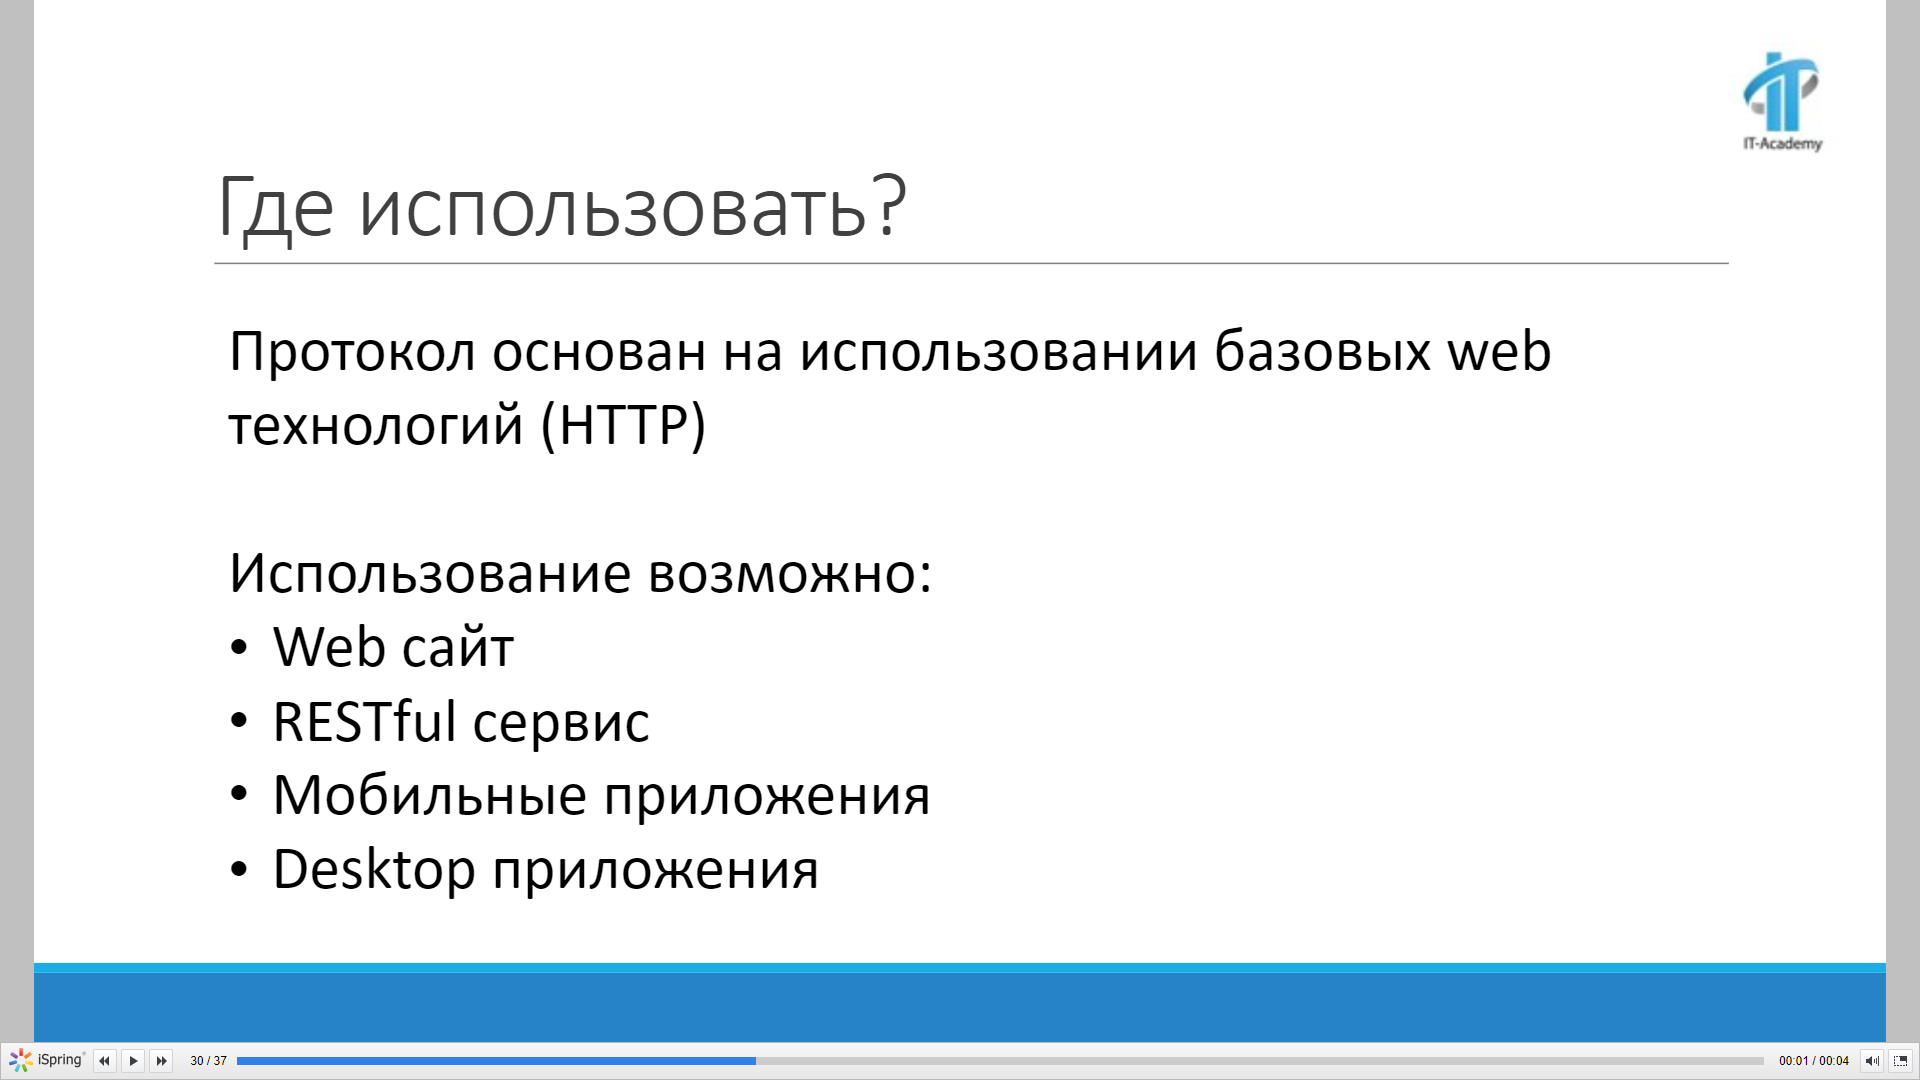 IT-Academy
Где использовать?
Протокол основан на использовании базовых web
технологий (HTTP)
Использование возможно:
• Web сайт
• RESTful сервис
• Мобильные приложения
• Desktop приложения
iSpring 30 / 37 00:01 / 00:04